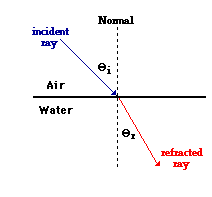 Normal
incident
ray
Θi
Air
Water
Θr
refracted
ray